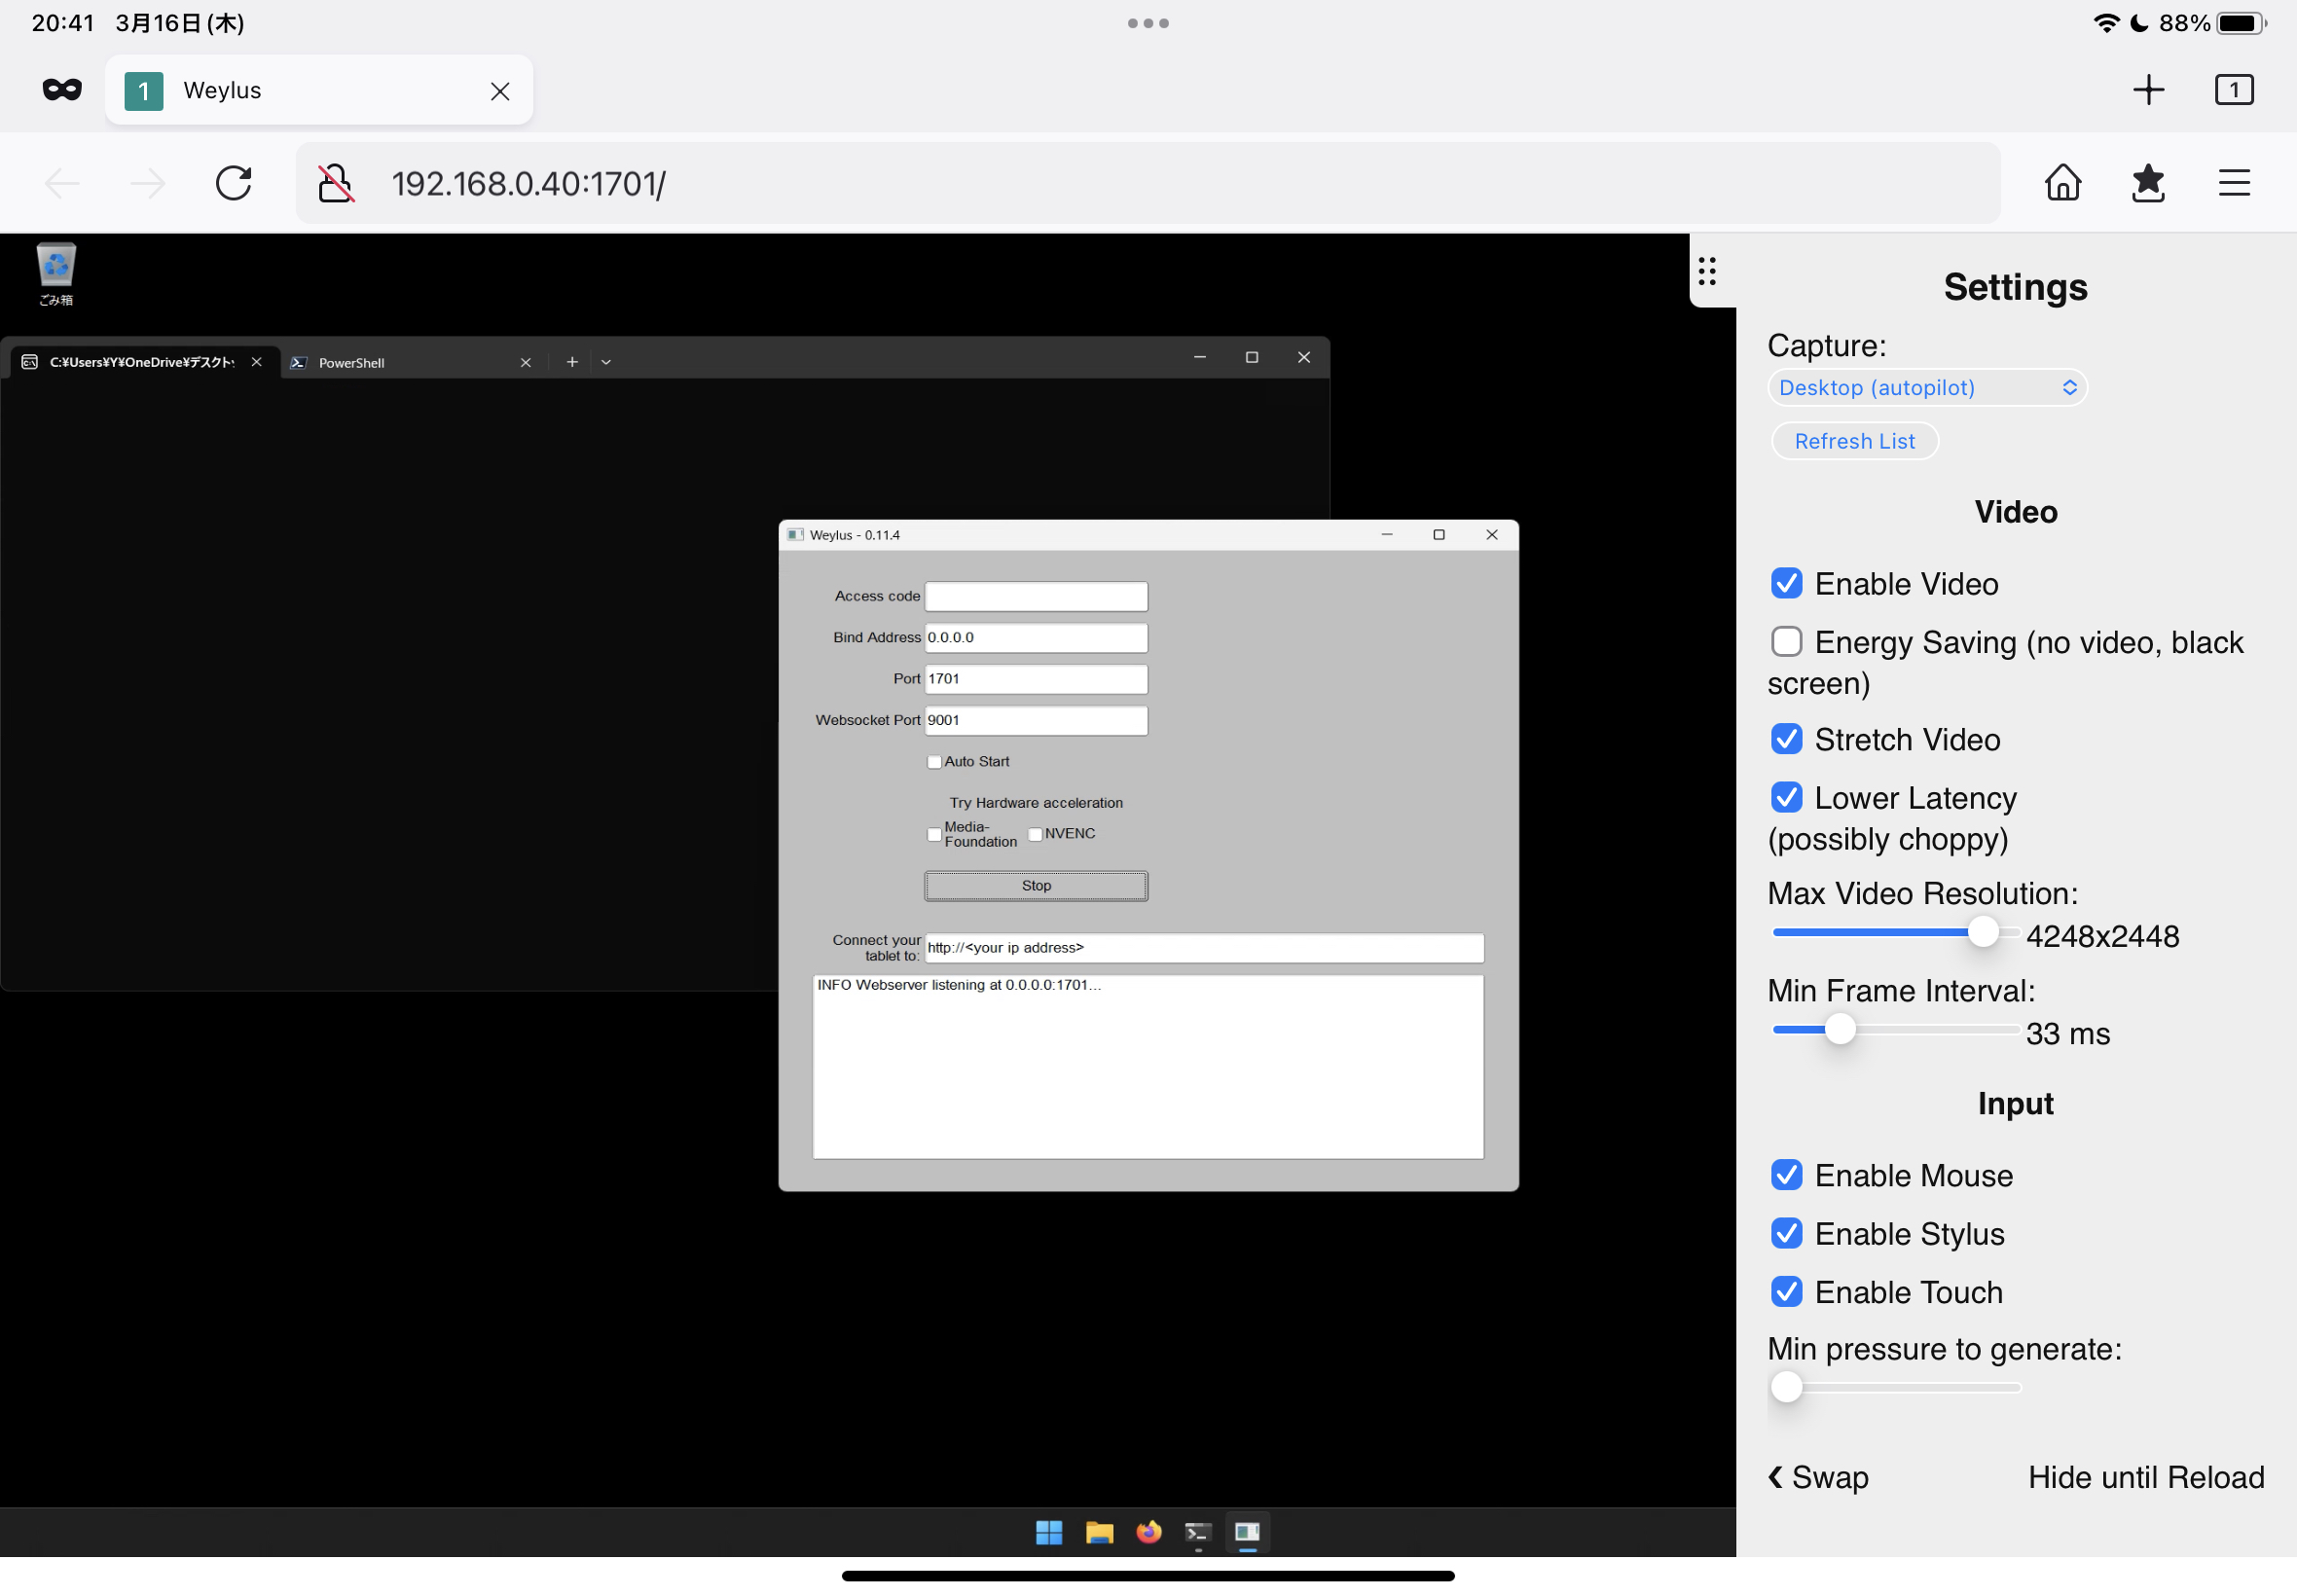 20:41 3月16日(木)
88%
1 Weylus
1
192.168.0.40:1701/
ごみ箱
C:¥Users¥Y¥OneDrive¥デスクト
PowerShell
Weylus - 0.11.4
Access code
Bind Address 0.0.0.0
Port 1701
Websocket Port 9001
Auto Start
Try Hardware acceleration
Media-
Foundation
NVENC
Stop
Connect your
tablet to:
http://<your ip address>
INFO Webserver listening at 0.0.0.0:1701...
Settings
Capture:
Desktop (autopilot)
Refresh List
Video
Enable Video
Energy Saving (no video, black
screen)
Stretch Video
Lower Latency
(possibly choppy)
Max Video Resolution:
4248x2448
Min Frame Interval:
33 ms
Input
Enable Mouse
Enable Stylus
Enable Touch
Min pressure to generate:
Swap
Hide until Reload